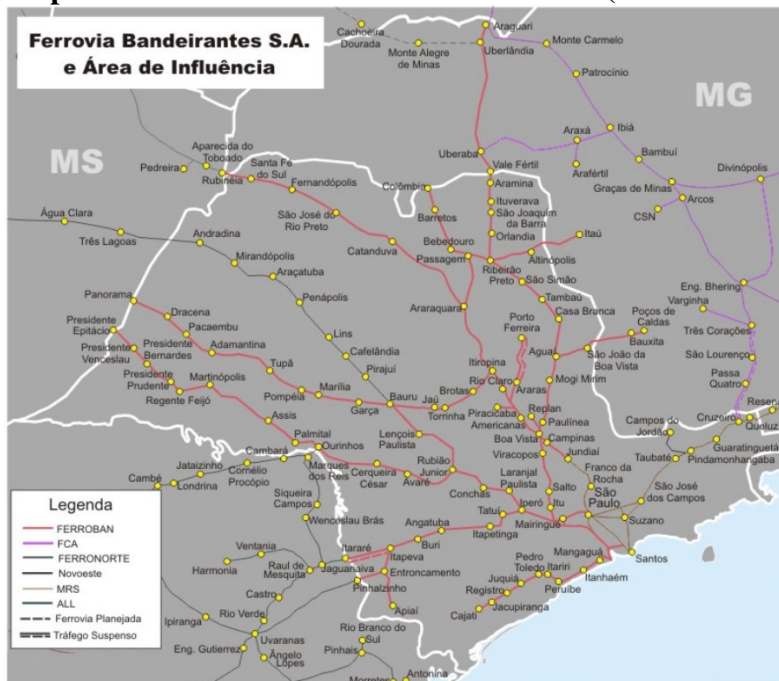 Ferrovia Bandeirantes S.A.
e Área de Influência
Cachoeira
Dourada
Monte Alegre
de Minas
Araguari
Uberlândia
Monte Carmelo
Patrocínio
MG
MS
Ibiá
Araxá
Bambuí
Divinópolis
Arafértil
Graças de Minas
Arcos
CSN
Aparecida do
Toboado
Santa Fé
do Sul
Pedreira
Rubinéia
Fernandópolis
Uberaba
Vale Fértil
Aramina
Colômbia
Ituverava
São Joaquim
da Barra
Barretos
Orlandia
Itaú
Água Clara
Três Lagoas
Andradina
São José do
Rio Preto
Catanduva
Bebedouro
Passagem
Altinópolis
Ribeirão
Preto
São Simão
Eng. Bhering
Mirandópolis
Araçatuba
Penápolis
Panorama
Dracena
Pacaembu
Adamantina
Araraquara
Tambaú
Casa Branca
Poços de
Caldas
Bauxita
Varginha
Três Corações
Porto
Ferreira
Aguaí
São João da
Boa Vista
São Lourenço
Passa
Quatro
Presidente
Epitácio
Presidente
Venceslau
Presidente
Bernardes
Presidente
Prudente
Regente Feijó
Martinópolis
Lins
Cafelândia
Pirajuí
Tupã
Marília
Pompéia
Garça
Bauru
Jaú
Torrinha
Brotas
Itiropina
Rio Claro
Araras
Mogi Mirim
Piracicaba
Americanas
Replan
Paulínea
Boa Vista
Campinas
Viracopos
Jundiaí
Campos do
Jordão
Cruzeiro
Queluz
Guaratinguetá
Taubaté
Pindamonhangaba
Assis
Palmital
Ourinhos
Lençois
Paulista
Rubião
Junior
Laranjal
Paulista
Franco da
Rocha
São
Paulo
São José
dos Campos
Cambará
Jataizinho
Cornélio
Procópio
Cambé
Londrina
Marques
dos Reis
Cerqueira
César
Avaré
Conchas
Salto
Itu
Iperó
Tatuí
Mairingue
Suzano
Santos
Siqueira
Campos
Wenceslau Brás
Angatuba
Buri
Itapetinga
Itararé
Itapeva
Jaguanaiva
Ventania
Harmonia
Raul de
Mesquita
Pinhalzinho
Entroncamento
Apiaí
Castro
Pedro
Toledo
Itariri
Mangaguá
Itanhaém
Peruíbe
Juquiá
Registro
Jacupiranga
Cajati
Ipiranga
Rio Verde
Uvaranas
Eng. Gutierrez
Ângelo
Lopes
Rio Branco do
Sul
Pinhais
Antonina
Legenda
FERROBAN
FCA
FERRONORTE
Novoeste
MRS
ALL
Ferrovia Planejada
Tráfego Suspenso